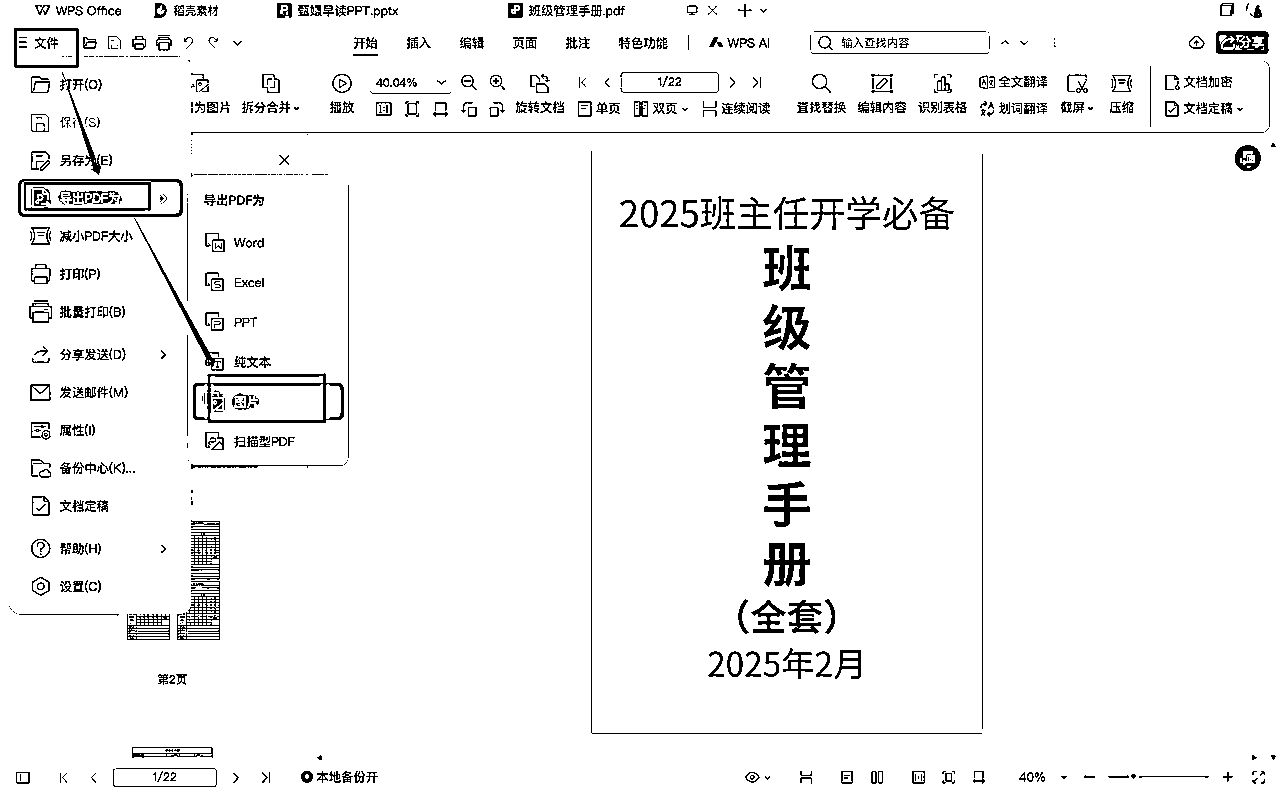 WPS Office 稻壳素材 甄嬛早读PPT.pptx 班级管理手册.pdf
文件 开始 插入 编辑 页面 批注 特色功能 WPS AI 输入查找内容 分享
打开(O)
保存(S)
另存为(E)
导出PDF为
减小PDF大小
打印(P)
批量打印(B)
分享发送(D)
发送邮件(M)
属性(I)
备份中心(K)...
文档定稿
帮助(H)
设置(C)
为图片 拆分合并 播放 40.04% 旋转文档 1/22 单页 双页 连续阅读 查找替换 编辑内容 识别表格 全文翻译 划词翻译 截屏 压缩 文档加密 文档定稿
导出PDF为
Word
Excel
PPT
纯文本
图片
扫描型PDF
2025班主任开学必备
班
级
管
理
手
册
（全套）
2025年2月
第2页
1/22 本地备份开 40%